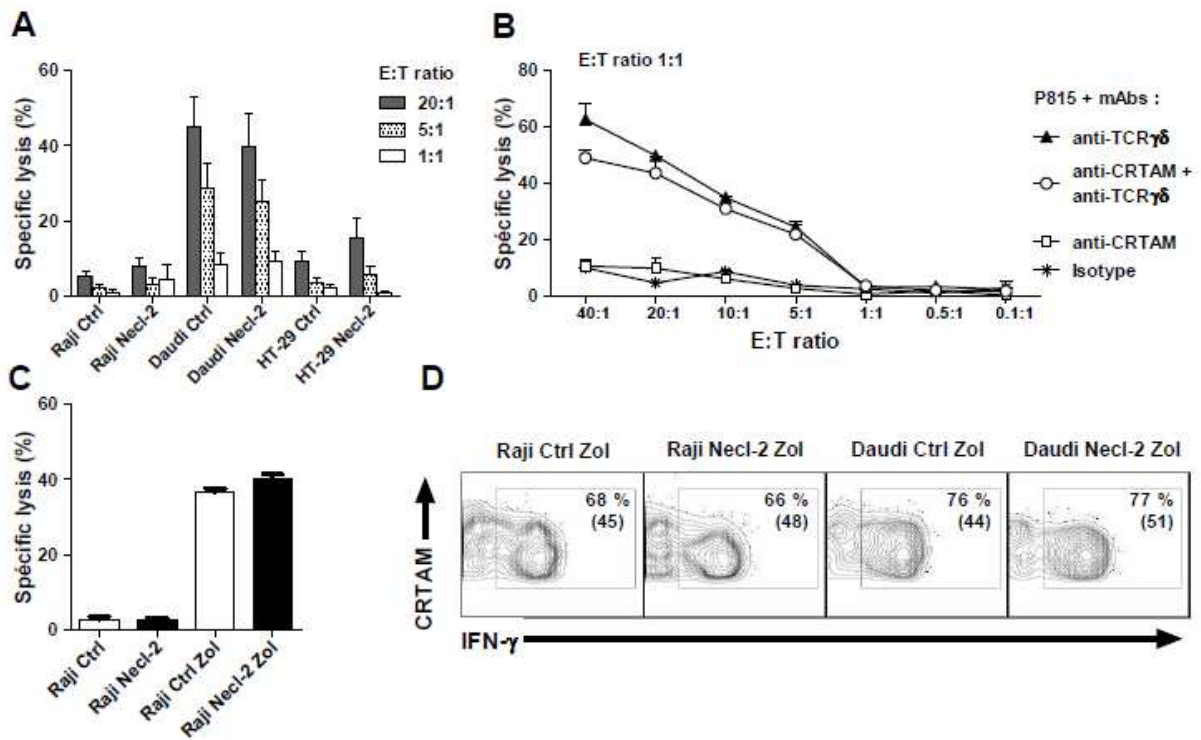 A
Spécific lysis (%)
60
40
20
0
E:T ratio
20:1
5:1
1:1
Raji Ctrl
Raji Necl-2
Daudi Ctrl
Daudi Necl-2
HT-29 Ctrl
HT-29 Necl-2
B
E:T ratio 1:1
Spécific lysis (%)
80
60
40
20
0
40:1
20:1
10:1
5:1
1:1
0.5:1
0.1:1
E:T ratio
P815 + mAbs :
anti-TCRγδ
anti-CRTAM +
anti-TCRγδ
anti-CRTAM
Isotype
C
Spécific lysis (%)
60
40
20
0
Raji Ctrl
Raji Necl-2
Raji Ctrl Zol
Raji Necl-2 Zol
D
Raji Ctrl Zol
Raji Necl-2 Zol
Daudi Ctrl Zol
Daudi Necl-2 Zol
68 %
(45)
66 %
(48)
76 %
(44)
77 %
(51)
CRTAM
IFN-γ